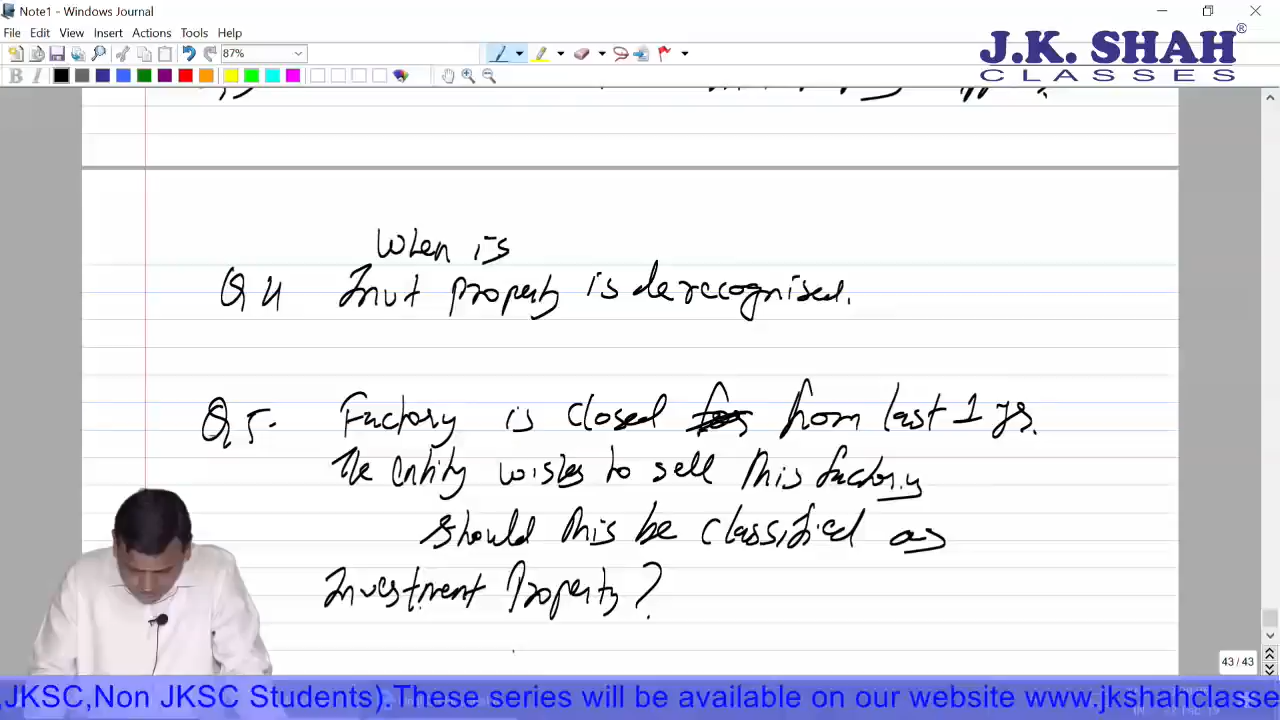 Note1 - Windows Journal
File Edit View Insert Actions Tools Help
87%
J.K. SHAH®
CLASSES
When is
Q4 Invt property is derecognised.
Q5. Factory is closed from last 1 yr.
The entity wishes to sell this factory
should this be classified as
Investment Property?
43 / 43
,JKSC,Non JKSC Students).These series will be available on our website www.jkshahclasse